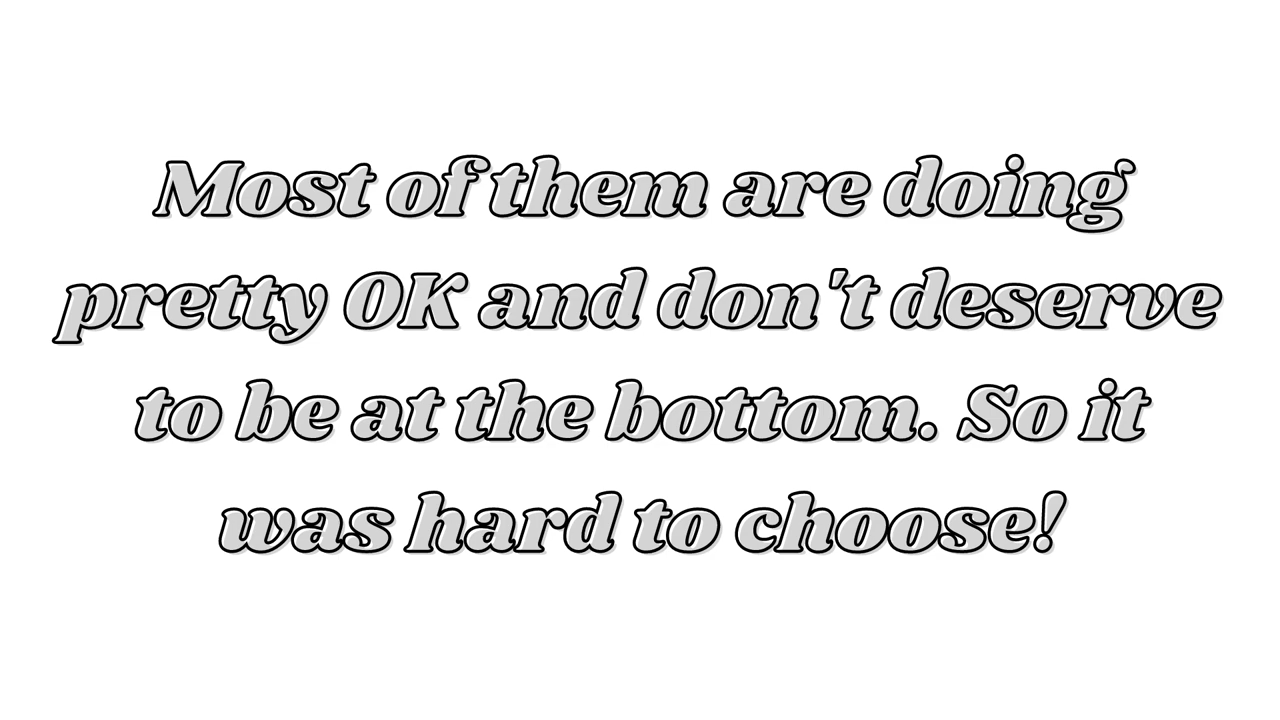 Most of them are doing
pretty OK and don't deserve
to be at the bottom. So it
was hard to choose!